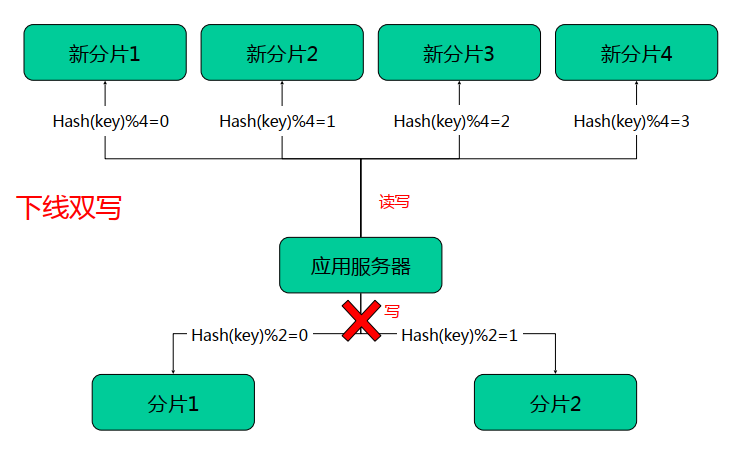 新分片1
新分片2
新分片3
新分片4
Hash(key)%4=0
Hash(key)%4=1
Hash(key)%4=2
Hash(key)%4=3
下线双写
读写
应用服务器
写
Hash(key)%2=0
Hash(key)%2=1
分片1
分片2